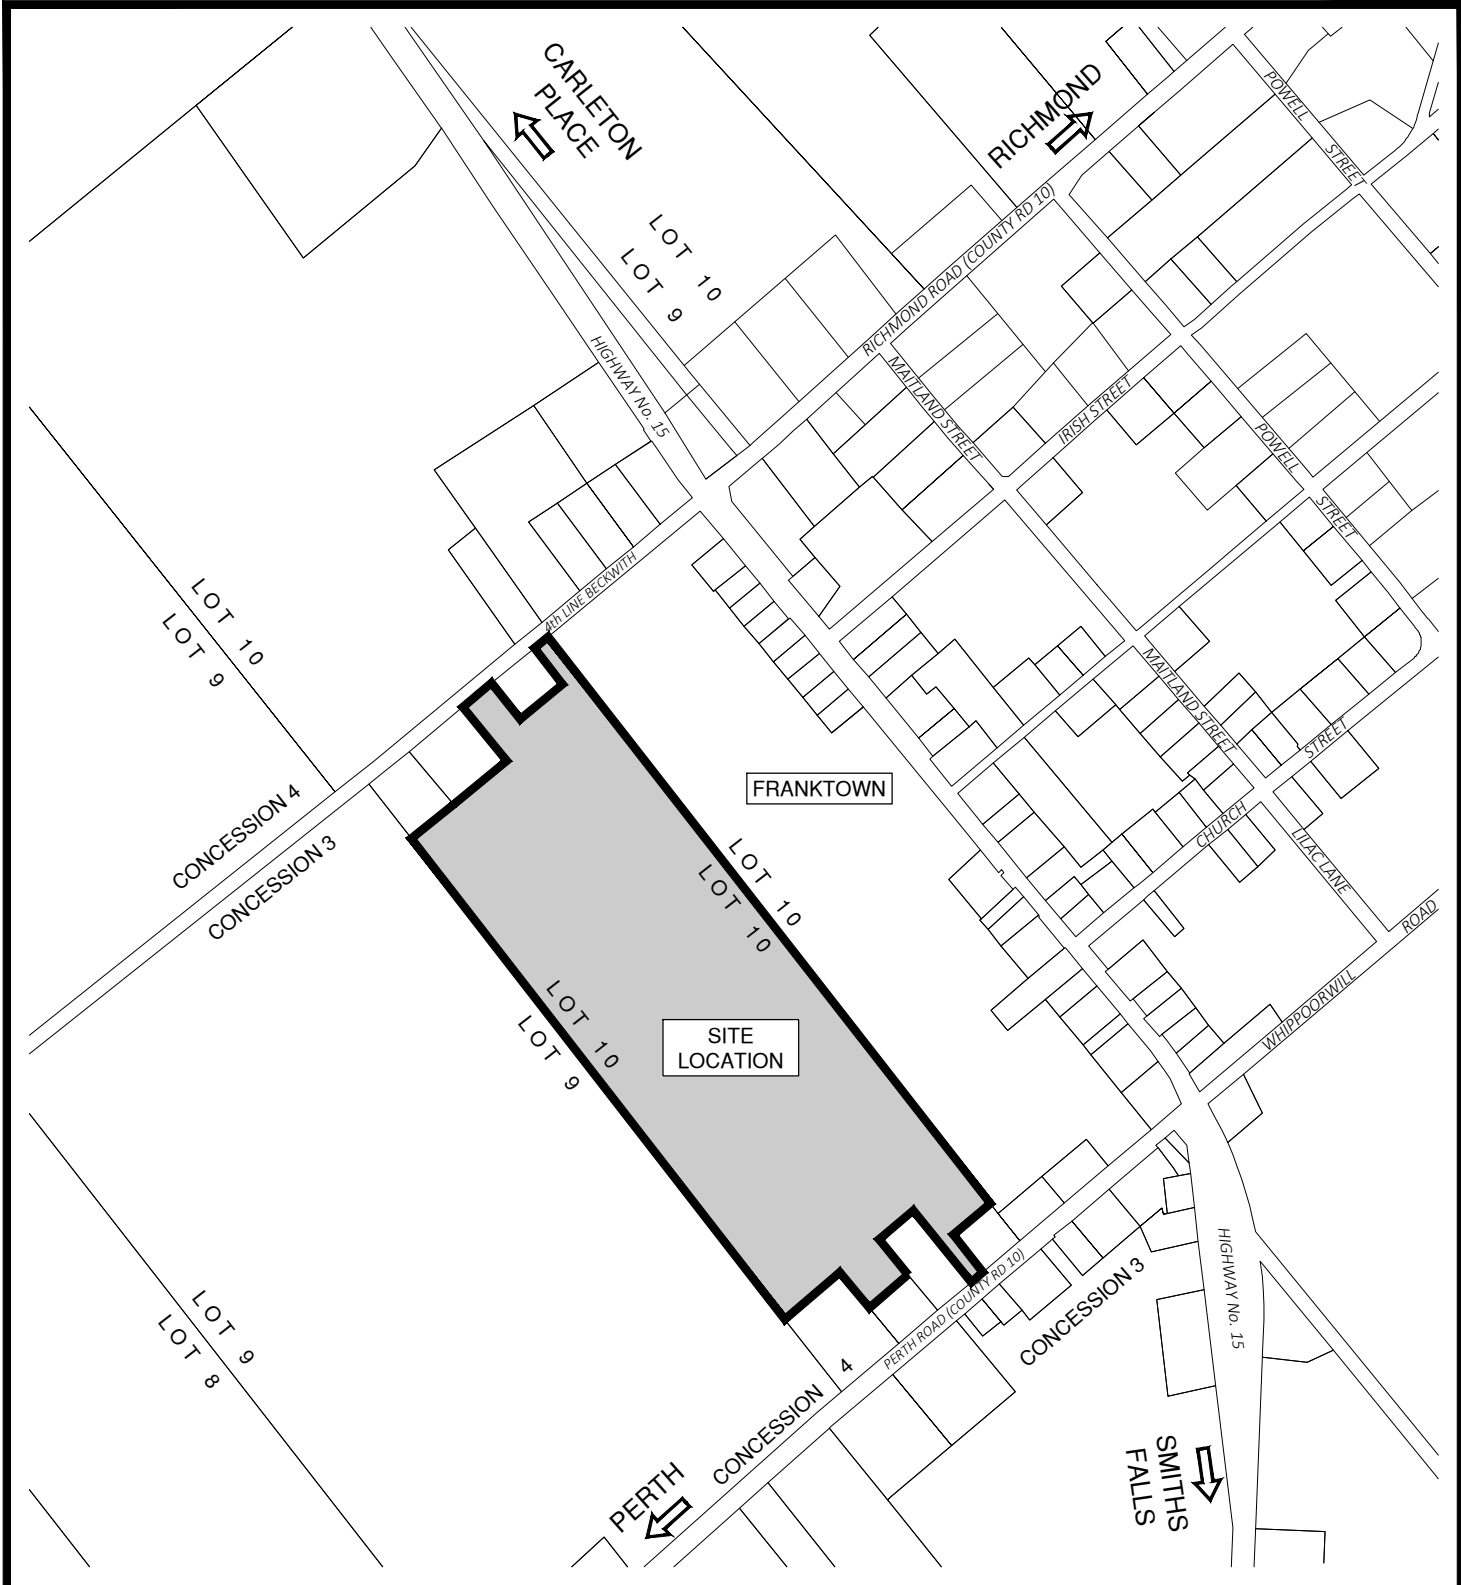 CARLETON
PLACE
RICHMOND
POWELL
STREET
LOT 10
LOT 9
RICHMOND ROAD (COUNTY RD 10)
HIGHWAY No. 15
MAITLAND STREET
IRISH STREET
POWELL
STREET
4th LINE BECKWITH
LOT 10
LOT 9
MAITLAND STREET
STREET
CHURCH
LILAC LANE
ROAD
WHIPPOORWILL
FRANKTOWN
CONCESSION 4
CONCESSION 3
LOT 10
LOT 10
LOT 10
LOT 9
SITE
LOCATION
PERTH ROAD (COUNTY RD 10)
CONCESSION 3
HIGHWAY No. 15
LOT 9
LOT 8
CONCESSION 4
PERTH
SMITHS
FALLS